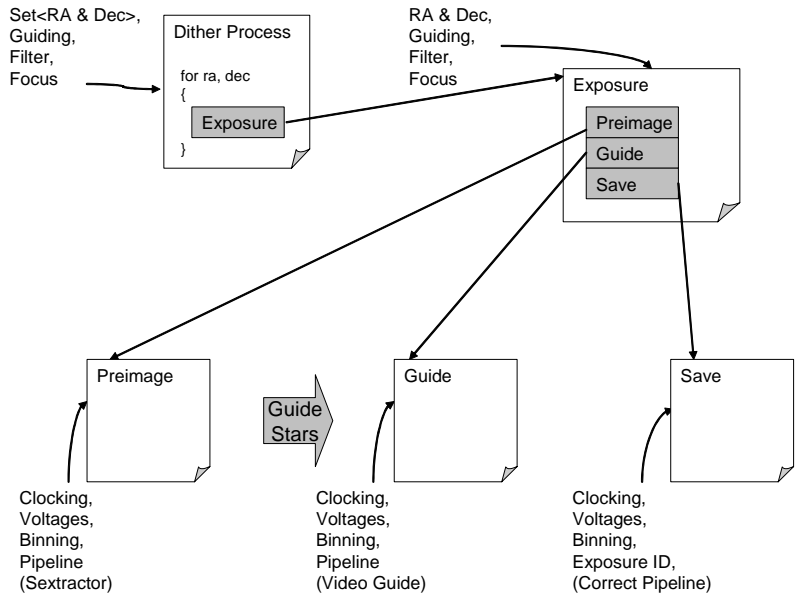 Set<RA & Dec>,
Guiding,
Filter,
Focus
Dither Process
for ra, dec
{
Exposure
}
RA & Dec,
Guiding,
Filter,
Focus
Exposure
Preimage
Guide
Save
Preimage
Guide
Stars
Guide
Save
Clocking,
Voltages,
Binning,
Pipeline
(Sextractor)
Clocking,
Voltages,
Binning,
Pipeline
(Video Guide)
Clocking,
Voltages,
Binning,
Exposure ID,
(Correct Pipeline)